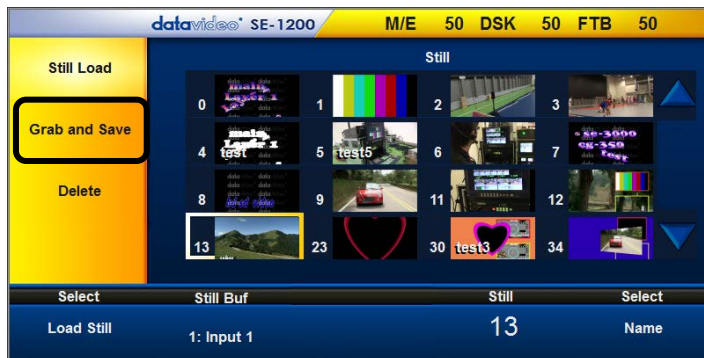 datavideo SE-1200 M/E 50 DSK 50 FTB 50
Still Load
Grab and Save
Delete
Still
0 1 2 3
4 test 5 test5 6 7
8 9 11 12
13 23 30 test3 34
Select Still Buf Still Select
Load Still 1: Input 1 13 Name